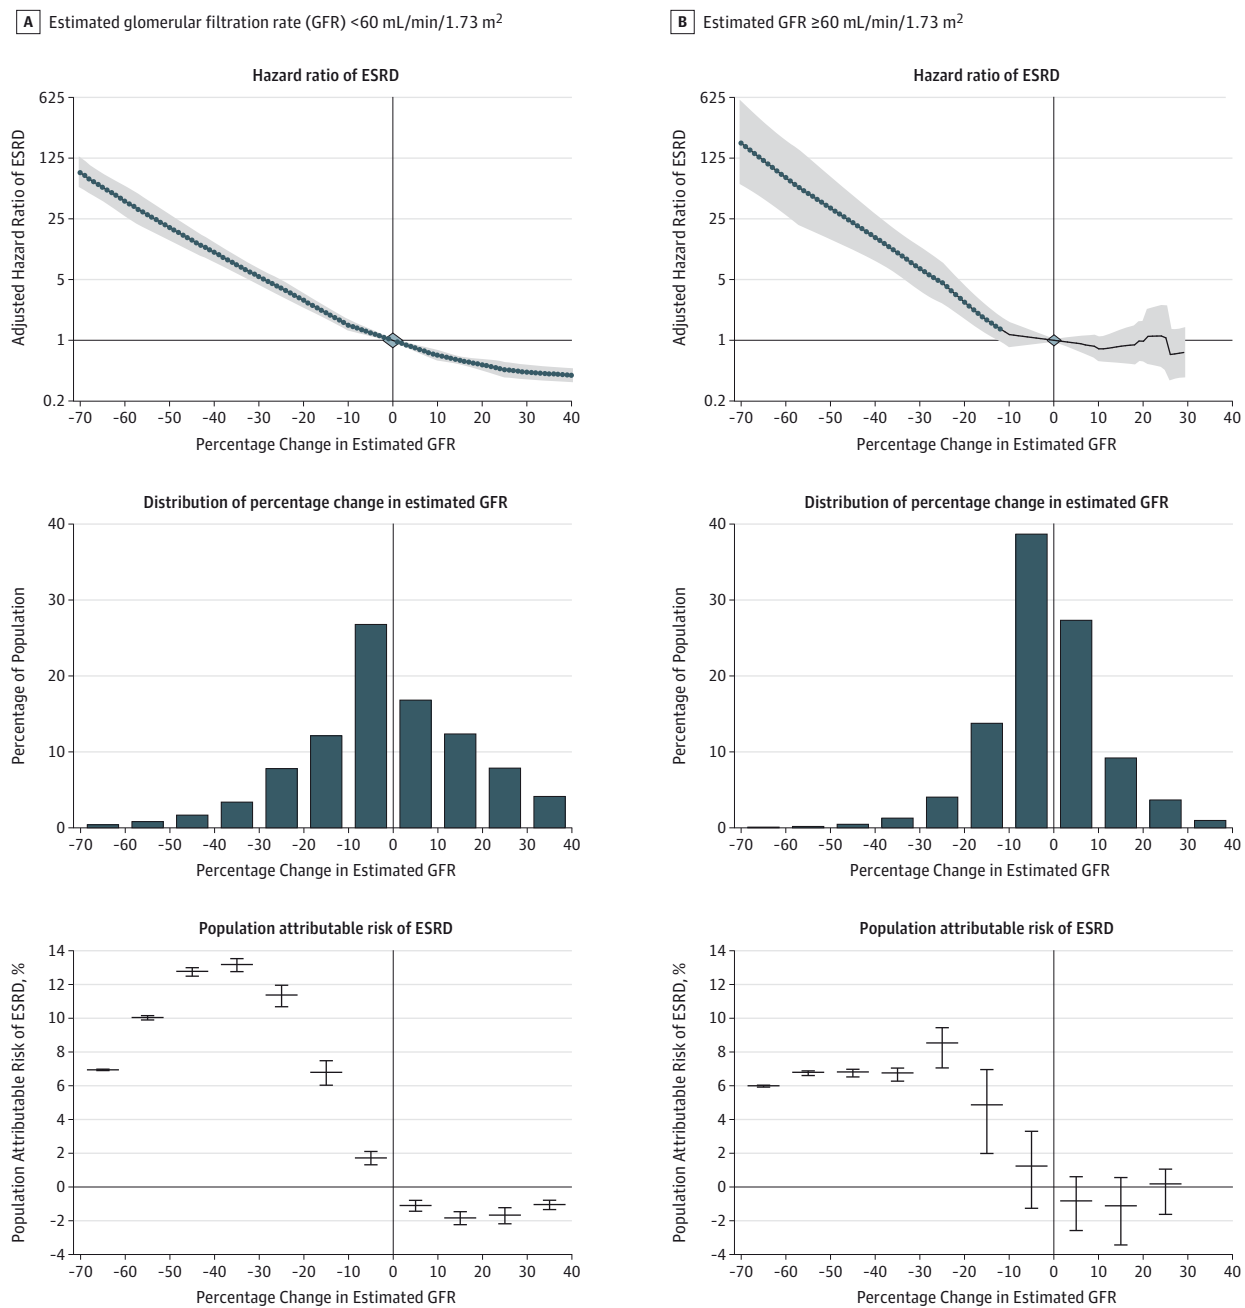 A Estimated glomerular filtration rate (GFR) <60 mL/min/1.73 m2
Hazard ratio of ESRD
Adjusted Hazard Ratio of ESRD
625
125
25
5
1
0.2
-70 -60 -50 -40 -30 -20 -10 0 10 20 30 40
Percentage Change in Estimated GFR
Distribution of percentage change in estimated GFR
Percentage of Population
40
30
20
10
0
-70 -60 -50 -40 -30 -20 -10 0 10 20 30 40
Percentage Change in Estimated GFR
Population attributable risk of ESRD
Population Attributable Risk of ESRD, %
14
12
10
8
6
4
2
0
-2
-4
-70 -60 -50 -40 -30 -20 -10 0 10 20 30 40
Percentage Change in Estimated GFR
B Estimated GFR ≥60 mL/min/1.73 m2
Hazard ratio of ESRD
Adjusted Hazard Ratio of ESRD
625
125
25
5
1
0.2
-70 -60 -50 -40 -30 -20 -10 0 10 20 30 40
Percentage Change in Estimated GFR
Distribution of percentage change in estimated GFR
Percentage of Population
40
30
20
10
0
-70 -60 -50 -40 -30 -20 -10 0 10 20 30 40
Percentage Change in Estimated GFR
Population attributable risk of ESRD
Population Attributable Risk of ESRD, %
14
12
10
8
6
4
2
0
-2
-4
-70 -60 -50 -40 -30 -20 -10 0 10 20 30 40
Percentage Change in Estimated GFR